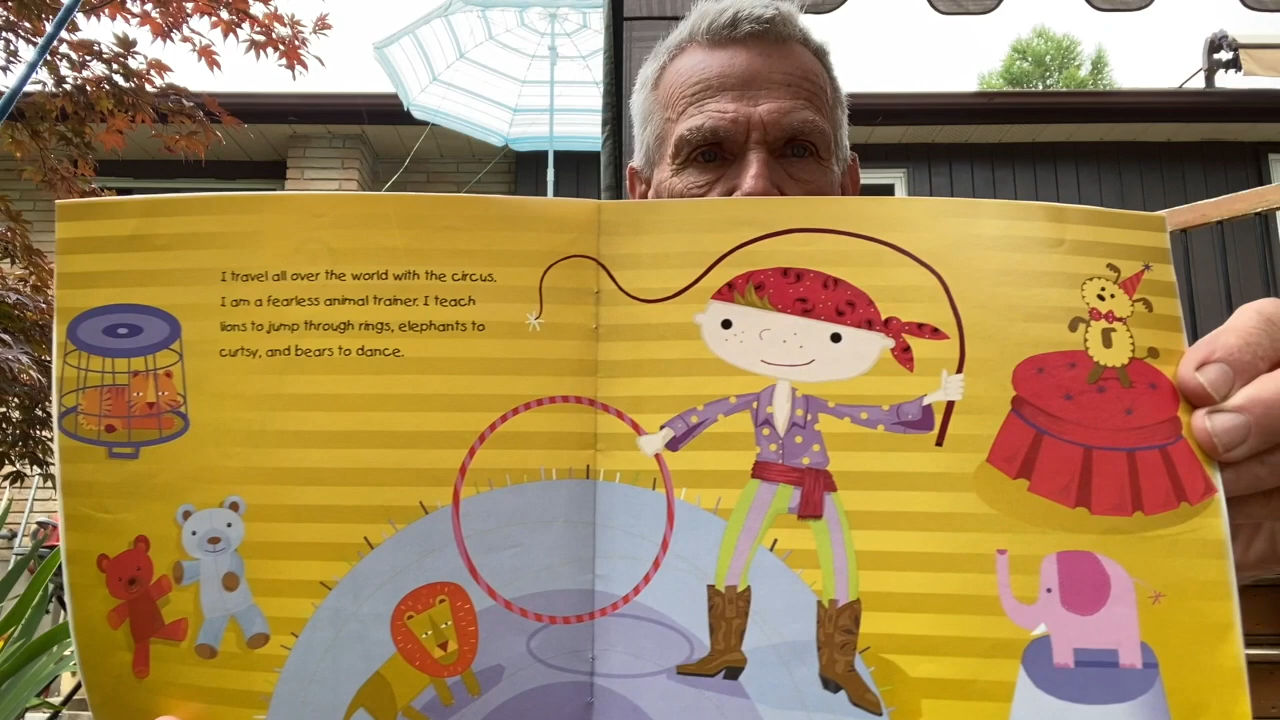 I travel all over the world with the circus.
I am a fearless animal trainer. I teach
lions to jump through rings, elephants to
curtsy, and bears to dance.